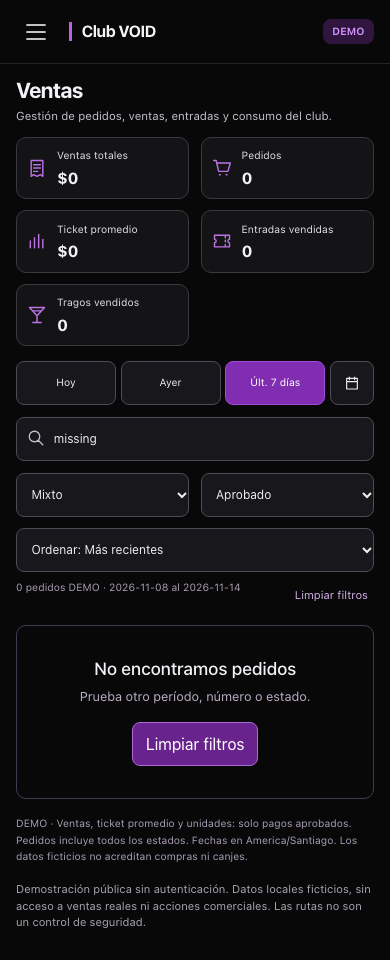 Club VOID
DEMO
Ventas
Gestión de pedidos, ventas, entradas y consumo del club.
Ventas totales
$0
Pedidos
0
Ticket promedio
$0
Entradas vendidas
0
Tragos vendidos
0
Hoy
Ayer
Últ. 7 días
missing
Mixto
Aprobado
Ordenar: Más recientes
0 pedidos DEMO · 2026-11-08 al 2026-11-14
Limpiar filtros
No encontramos pedidos
Prueba otro período, número o estado.
Limpiar filtros
DEMO · Ventas, ticket promedio y unidades: solo pagos aprobados.
Pedidos incluye todos los estados. Fechas en America/Santiago. Los
datos ficticios no acreditan compras ni canjes.
Demostración pública sin autenticación. Datos locales ficticios, sin
acceso a ventas reales ni acciones comerciales. Las rutas no son
un control de seguridad.